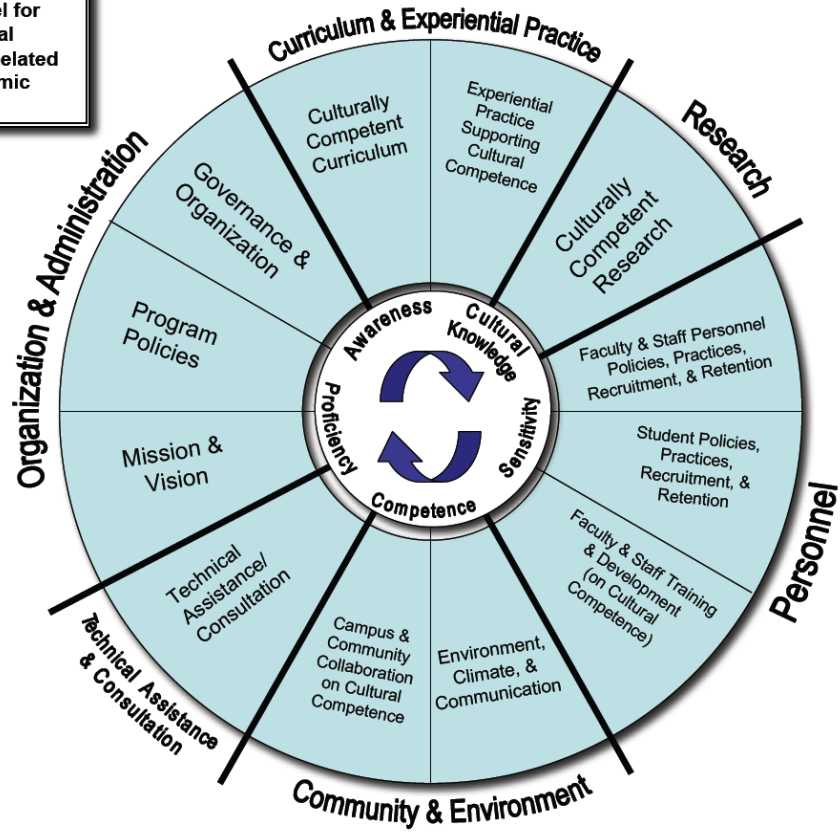 el for
al
elated
mic
Curriculum & Experiential Practice
Research
Personnel
Community & Environment
Technical Assistance
& Consultation
Organization & Administration
Culturally
Competent
Curriculum
Experiential
Practice
Supporting
Cultural
Competence
Culturally
Competent
Research
Faculty & Staff Personnel
Policies, Practices,
Recruitment, & Retention
Student Policies,
Practices,
Recruitment, &
Retention
Faculty & Staff Training
& Development
(on Cultural
Competence)
Environment,
Climate, &
Communication
Campus &
Community
Collaboration
on Cultural
Competence
Technical
Assistance/
Consultation
Mission &
Vision
Program
Policies
Governance &
Organization
Awareness
Cultural
Knowledge
Sensitivity
Competence
Proficiency